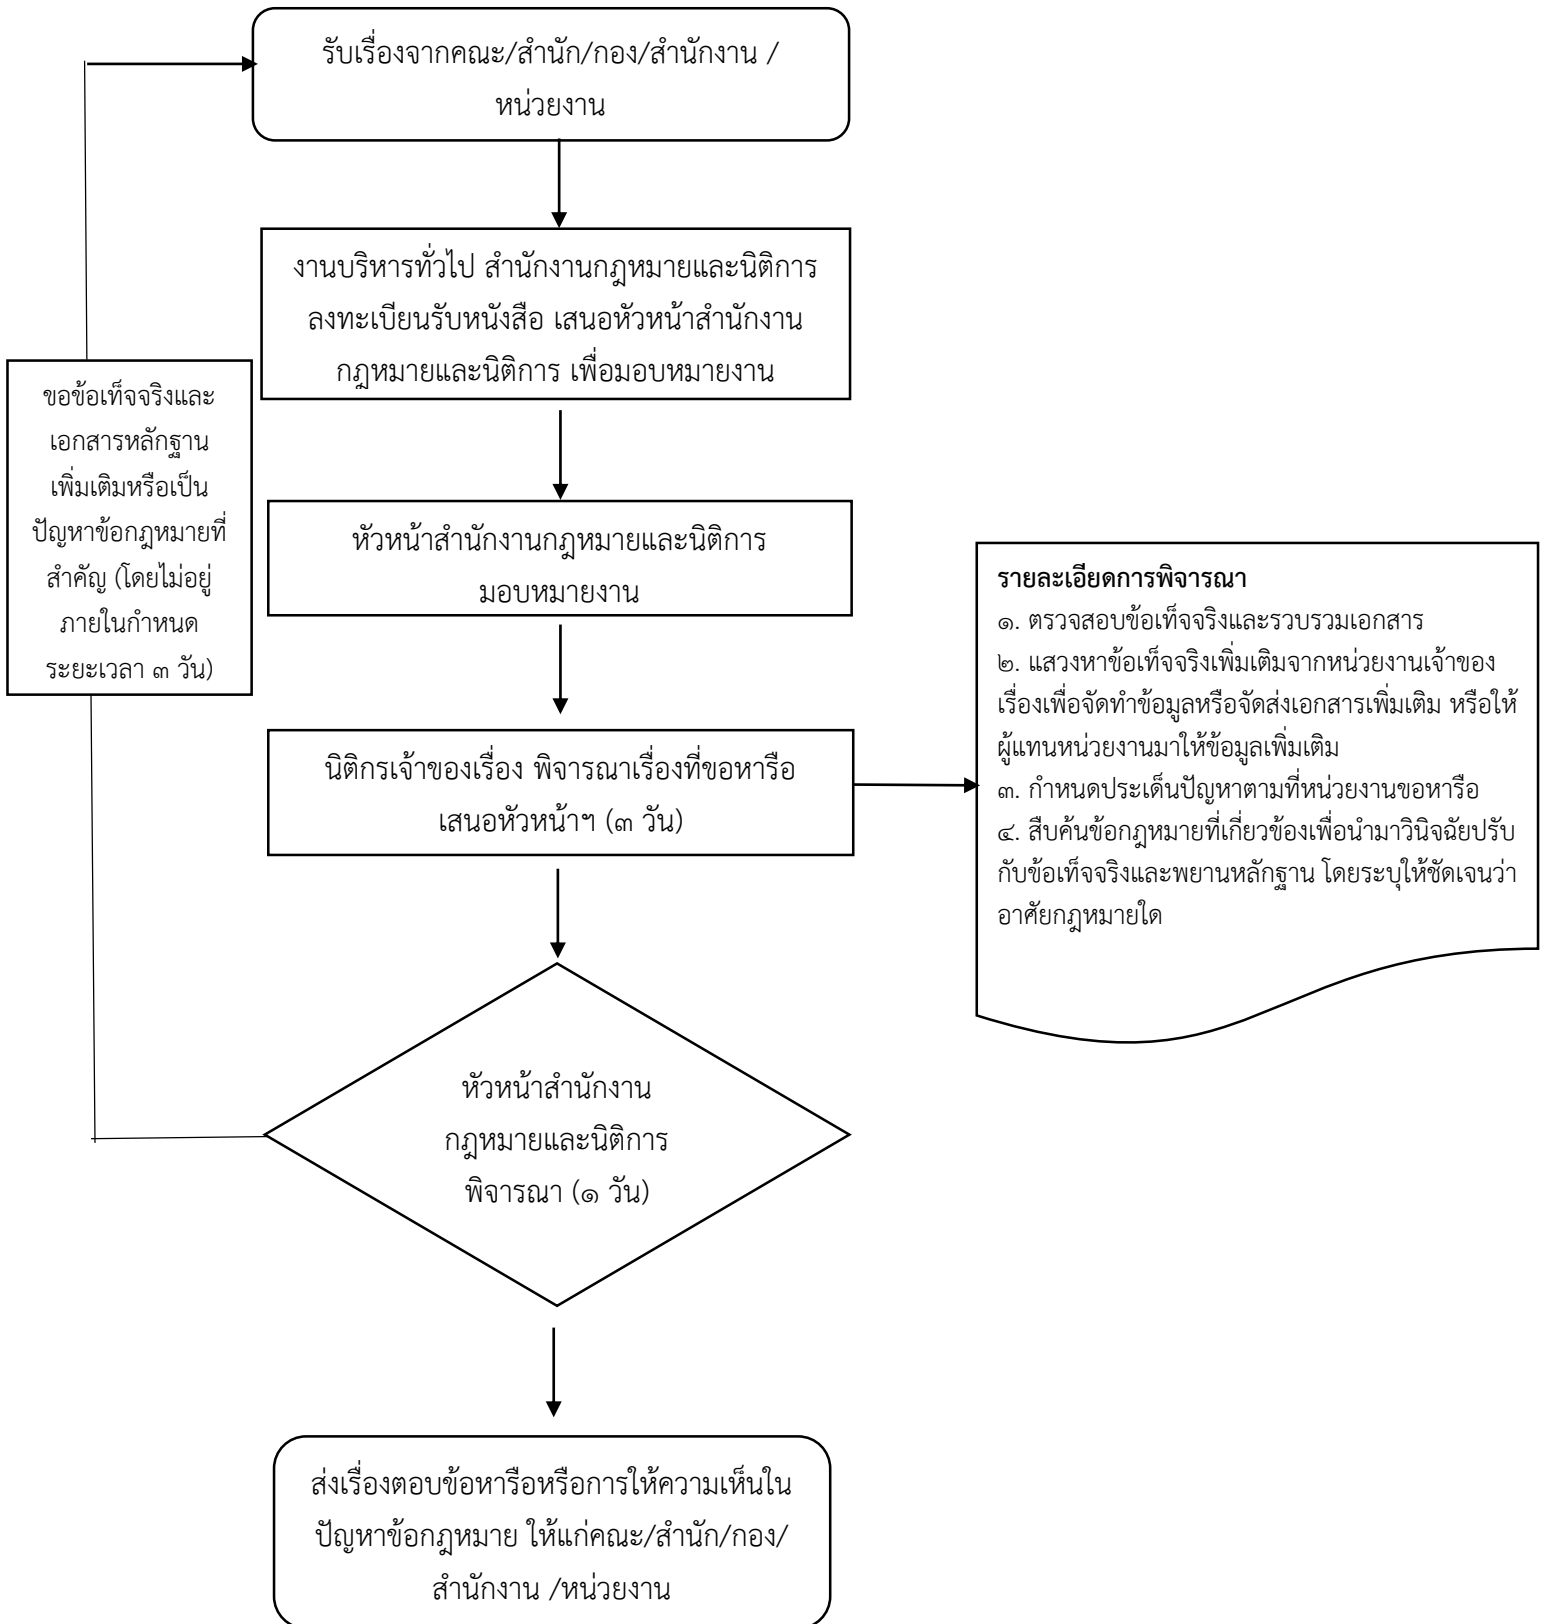 รับเรื่องจากคณะ/สำนัก/กอง/สำนักงาน /
หน่วยงาน
งานบริหารทั่วไป สำนักงานกฎหมายและนิติการ
ลงทะเบียนรับหนังสือ เสนอหัวหน้าสำนักงาน
กฎหมายและนิติการ เพื่อมอบหมายงาน
ขอข้อเท็จจริงและ
เอกสารหลักฐาน
เพิ่มเติมหรือเป็น
ปัญหาข้อกฎหมายที่
สำคัญ (โดยไม่อยู่
ภายในกำหนด
ระยะเวลา ๓ วัน)
หัวหน้าสำนักงานกฎหมายและนิติการ
มอบหมายงาน
นิติกรเจ้าของเรื่อง พิจารณาเรื่องที่ขอหารือ
เสนอหัวหน้าฯ (๓ วัน)
รายละเอียดการพิจารณา
๑. ตรวจสอบข้อเท็จจริงและรวบรวมเอกสาร
๒. แสวงหาข้อเท็จจริงเพิ่มเติมจากหน่วยงานเจ้าของ
เรื่องเพื่อจัดทำข้อมูลหรือจัดส่งเอกสารเพิ่มเติม หรือให้
ผู้แทนหน่วยงานมาให้ข้อมูลเพิ่มเติม
๓. กำหนดประเด็นปัญหาตามที่หน่วยงานขอหารือ
๔. สืบค้นข้อกฎหมายที่เกี่ยวข้องเพื่อนำมาวินิจฉัยปรับ
กับข้อเท็จจริงและพยานหลักฐาน โดยระบุให้ชัดเจนว่า
อาศัยกฎหมายใด
หัวหน้าสำนักงาน
กฎหมายและนิติการ
พิจารณา (๑ วัน)
ส่งเรื่องตอบข้อหารือหรือการให้ความเห็นใน
ปัญหาข้อกฎหมาย ให้แก่คณะ/สำนัก/กอง/
สำนักงาน /หน่วยงาน